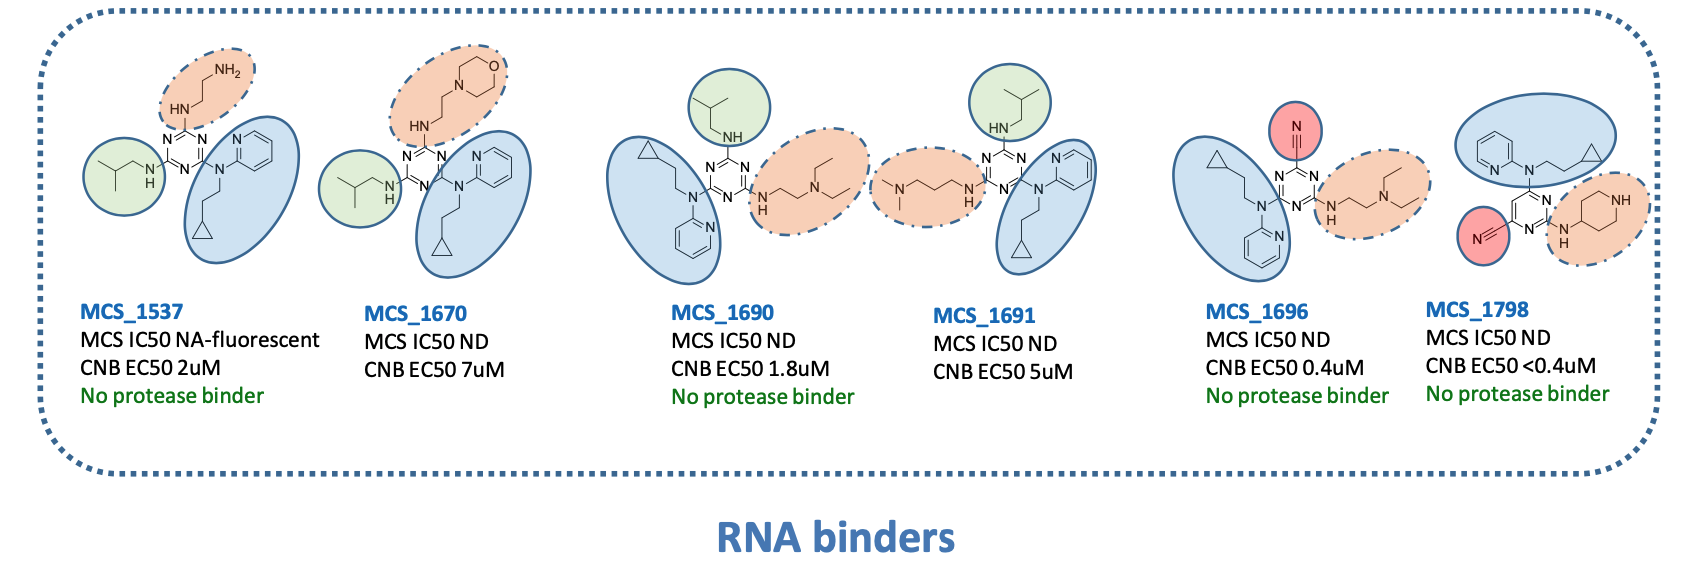 MCS_1537
MCS IC50 NA-fluorescent
CNB EC50 2uM
No protease binder
MCS_1670
MCS IC50 ND
CNB EC50 7uM
MCS_1690
MCS IC50 ND
CNB EC50 1.8uM
No protease binder
MCS_1691
MCS IC50 ND
CNB EC50 5uM
MCS_1696
MCS IC50 ND
CNB EC50 0.4uM
No protease binder
MCS_1798
MCS IC50 ND
CNB EC50 <0.4uM
No protease binder
RNA binders